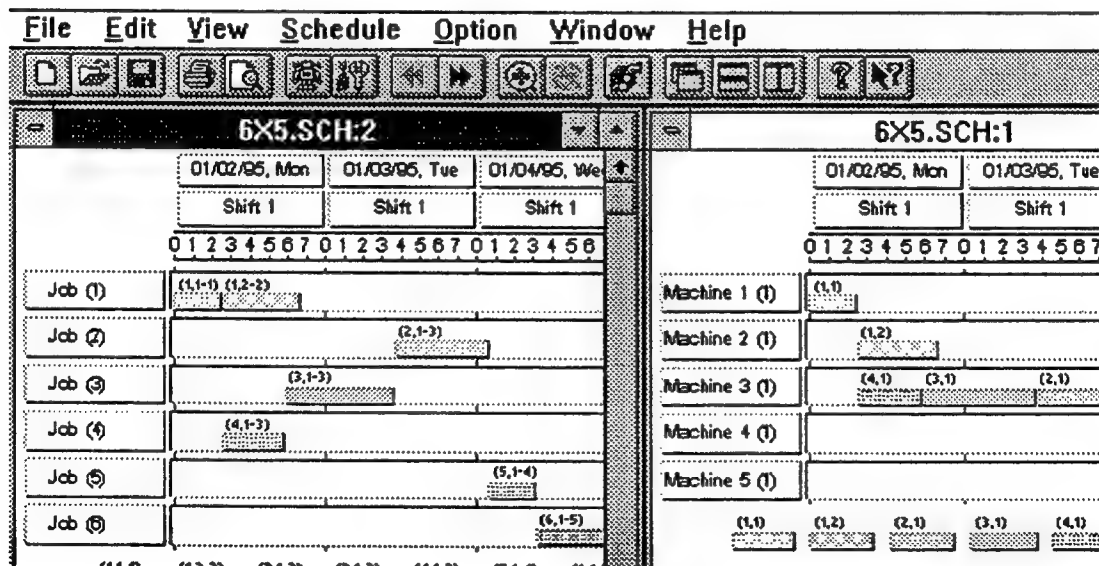 File Edit View Schedule Option Window Help
6X5.SCH:2
01/02/95, Mon 01/03/95, Tue 01/04/95, We
Shift 1 Shift 1 Shift 1
0 1 2 3 4 5 6 7 0 1 2 3 4 5 6 7 0 1 2 3 4 5 6
Job (1) (1,1-1) (1,2-2)
Job (2) (2,1-3)
Job (3) (3,1-3)
Job (4) (4,1-3)
Job (5) (5,1-4)
Job (6) (6,1-5)
6X5.SCH:1
01/02/95, Mon 01/03/95, Tue
Shift 1 Shift 1
0 1 2 3 4 5 6 7 0 1 2 3 4 5 6 7
Machine 1 (1) (1,1)
Machine 2 (1) (1,2)
Machine 3 (1) (4,1) (3,1) (2,1)
Machine 4 (1)
Machine 5 (1)
(1,1) (1,2) (2,1) (3,1) (4,1)